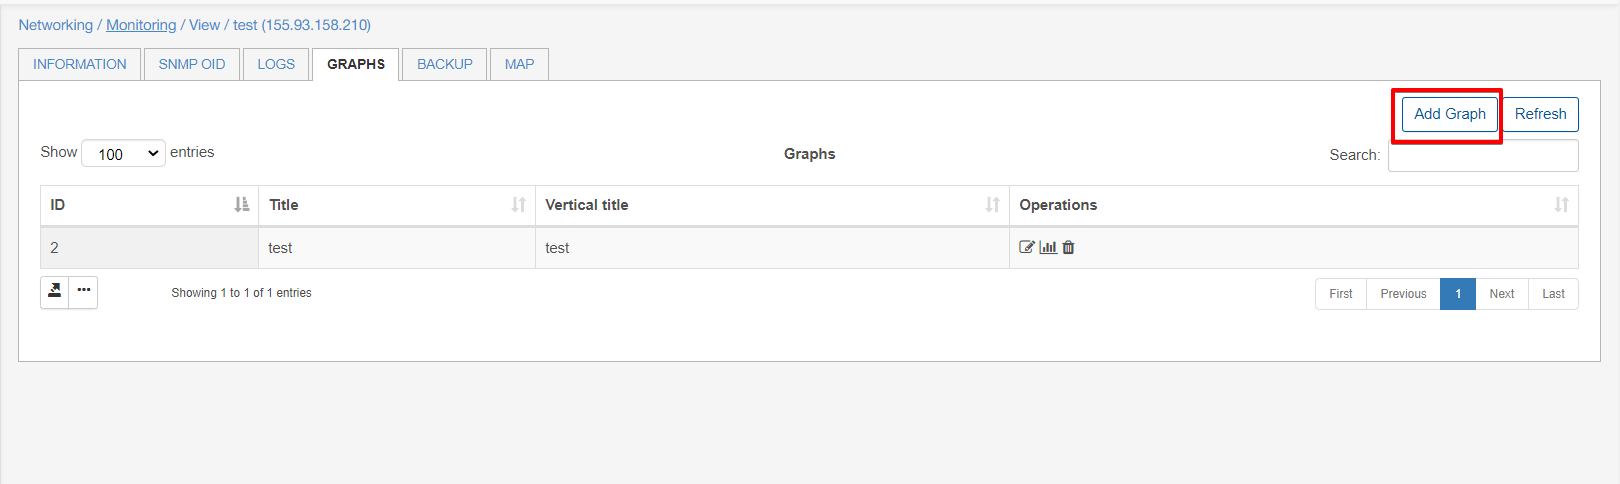 Networking / Monitoring / View / test (155.93.158.210)
INFORMATION SNMP OID LOGS GRAPHS BACKUP MAP
Add Graph Refresh
Show 100 entries Graphs Search:
ID Title Vertical title Operations
2 test test
... Showing 1 to 1 of 1 entries First Previous 1 Next Last